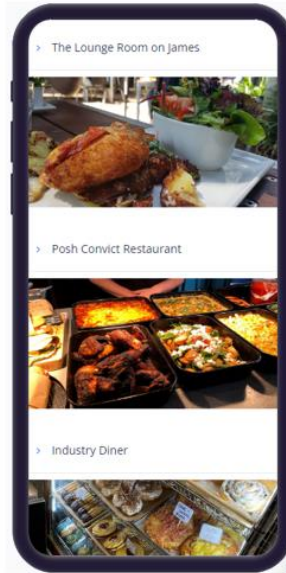 > The Lounge Room on James
> Posh Convict Restaurant
> Industry Diner